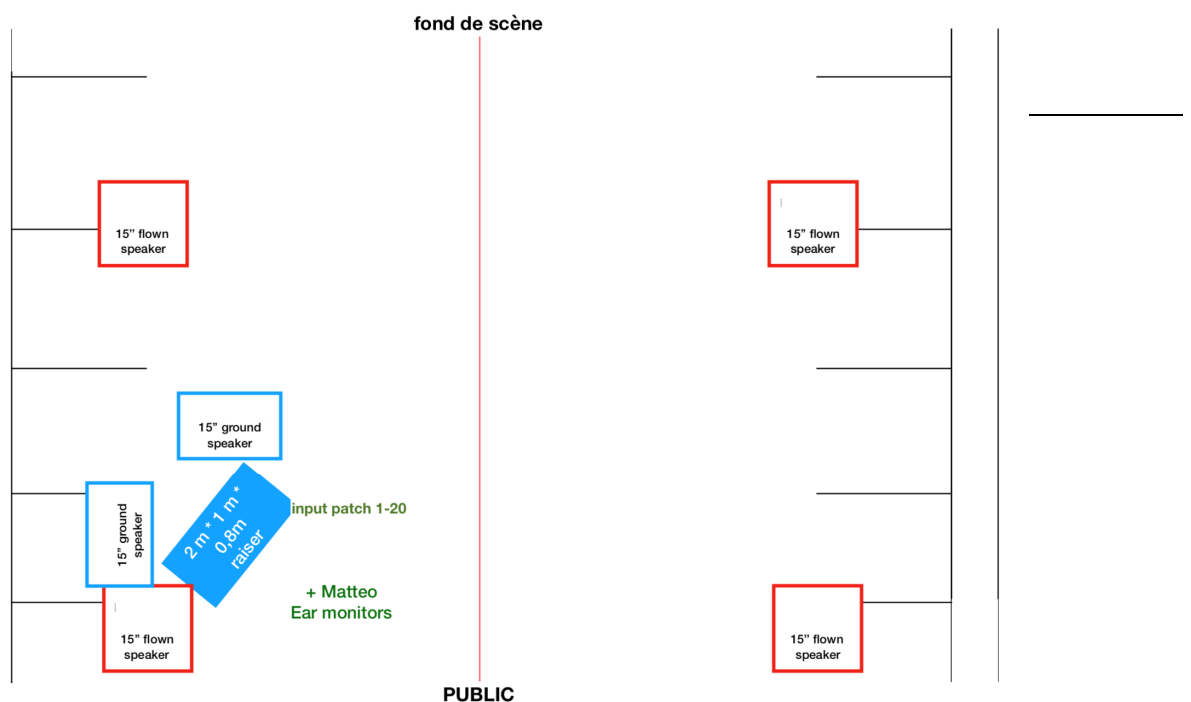 fond de scène
15” flown
speaker
15” flown
speaker
15” ground
speaker
15” ground
speaker
2 m * 1 m *
0,8m
raiser
input patch 1-20
+ Matteo
Ear monitors
15” flown
speaker
15” flown
speaker
PUBLIC